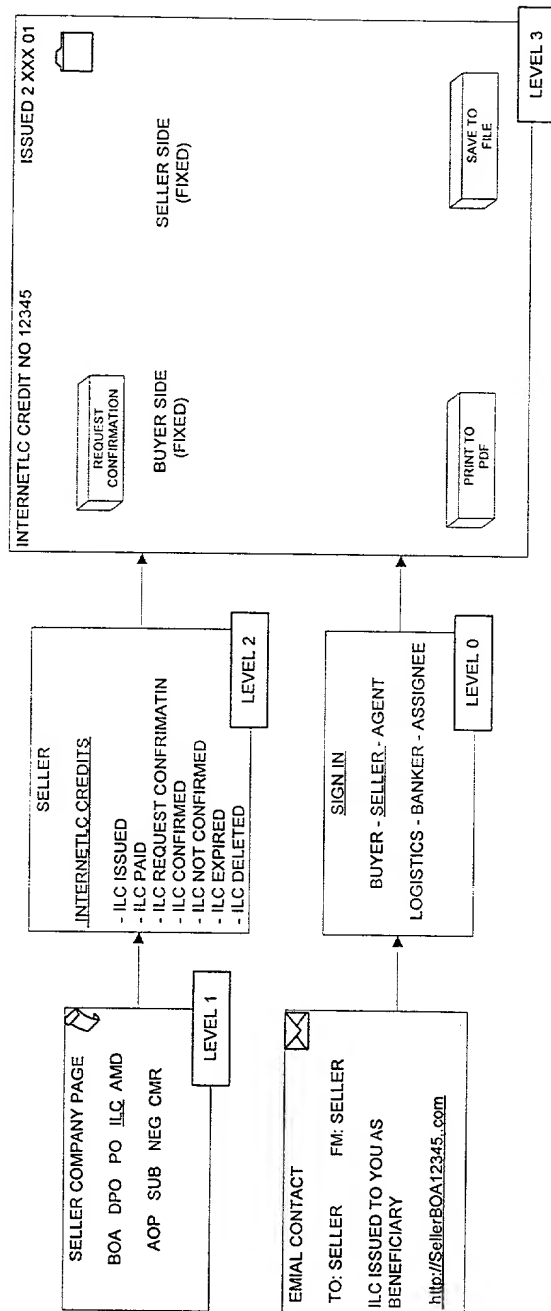 SELLER COMPANY PAGE
BOA DPO PO ILC AMD
AOP SUB NEG CMR
LEVEL 1
SELLER
INTERNETLC CREDITS
- ILC ISSUED
- ILC PAID
- ILC REQUEST CONFRIMATIN
- ILC CONFIRMED
- ILC NOT CONFIRMED
- ILC EXPIRED
- ILC DELETED
LEVEL 2
EMIAL CONTACT
TO: SELLER FM: SELLER
ILC ISSUED TO YOU AS
BENEFICIARY
http://SellerBOA12345.com
SIGN IN
BUYER - SELLER - AGENT
LOGISTICS - BANKER - ASSIGNEE
LEVEL 0
INTERNETLC CREDIT NO 12345 ISSUED 2 XXX 01
REQUEST
CONFIRMATION
BUYER SIDE
(FIXED)
SELLER SIDE
(FIXED)
PRINT TO
PDF
SAVE TO
FILE
LEVEL 3